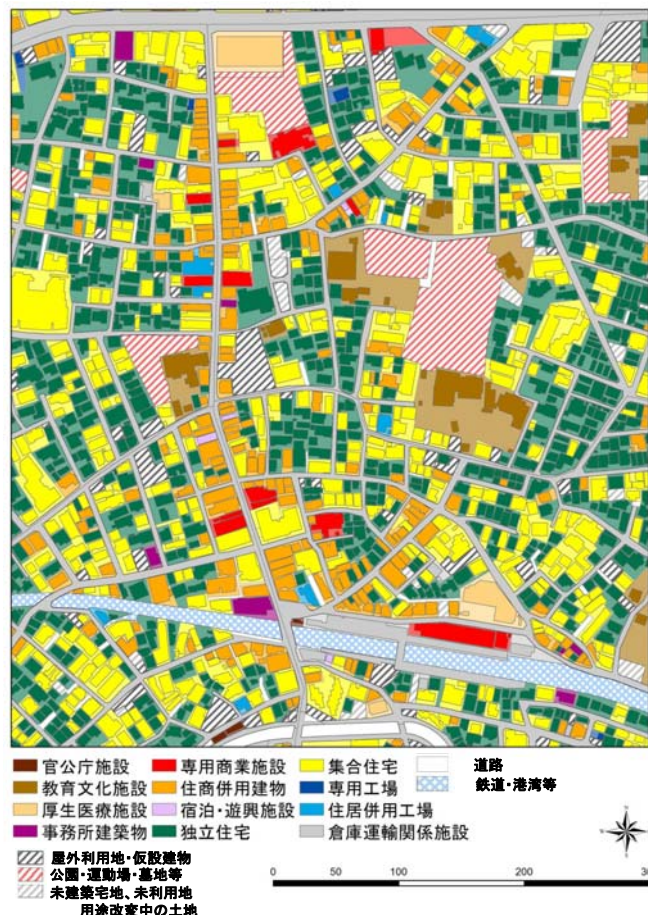 官公庁施設 専用商業施設 集合住宅 道路
教育文化施設 住商併用建物 専用工場 鉄道・港湾等
厚生医療施設 宿泊・遊興施設 住居併用工場
事務所建築物 独立住宅 倉庫運輸関係施設
屋外利用地・仮設建物
公園・運動場・墓地等
未建築宅地、未利用地
用途改変中の土地
0 50 100 200 30